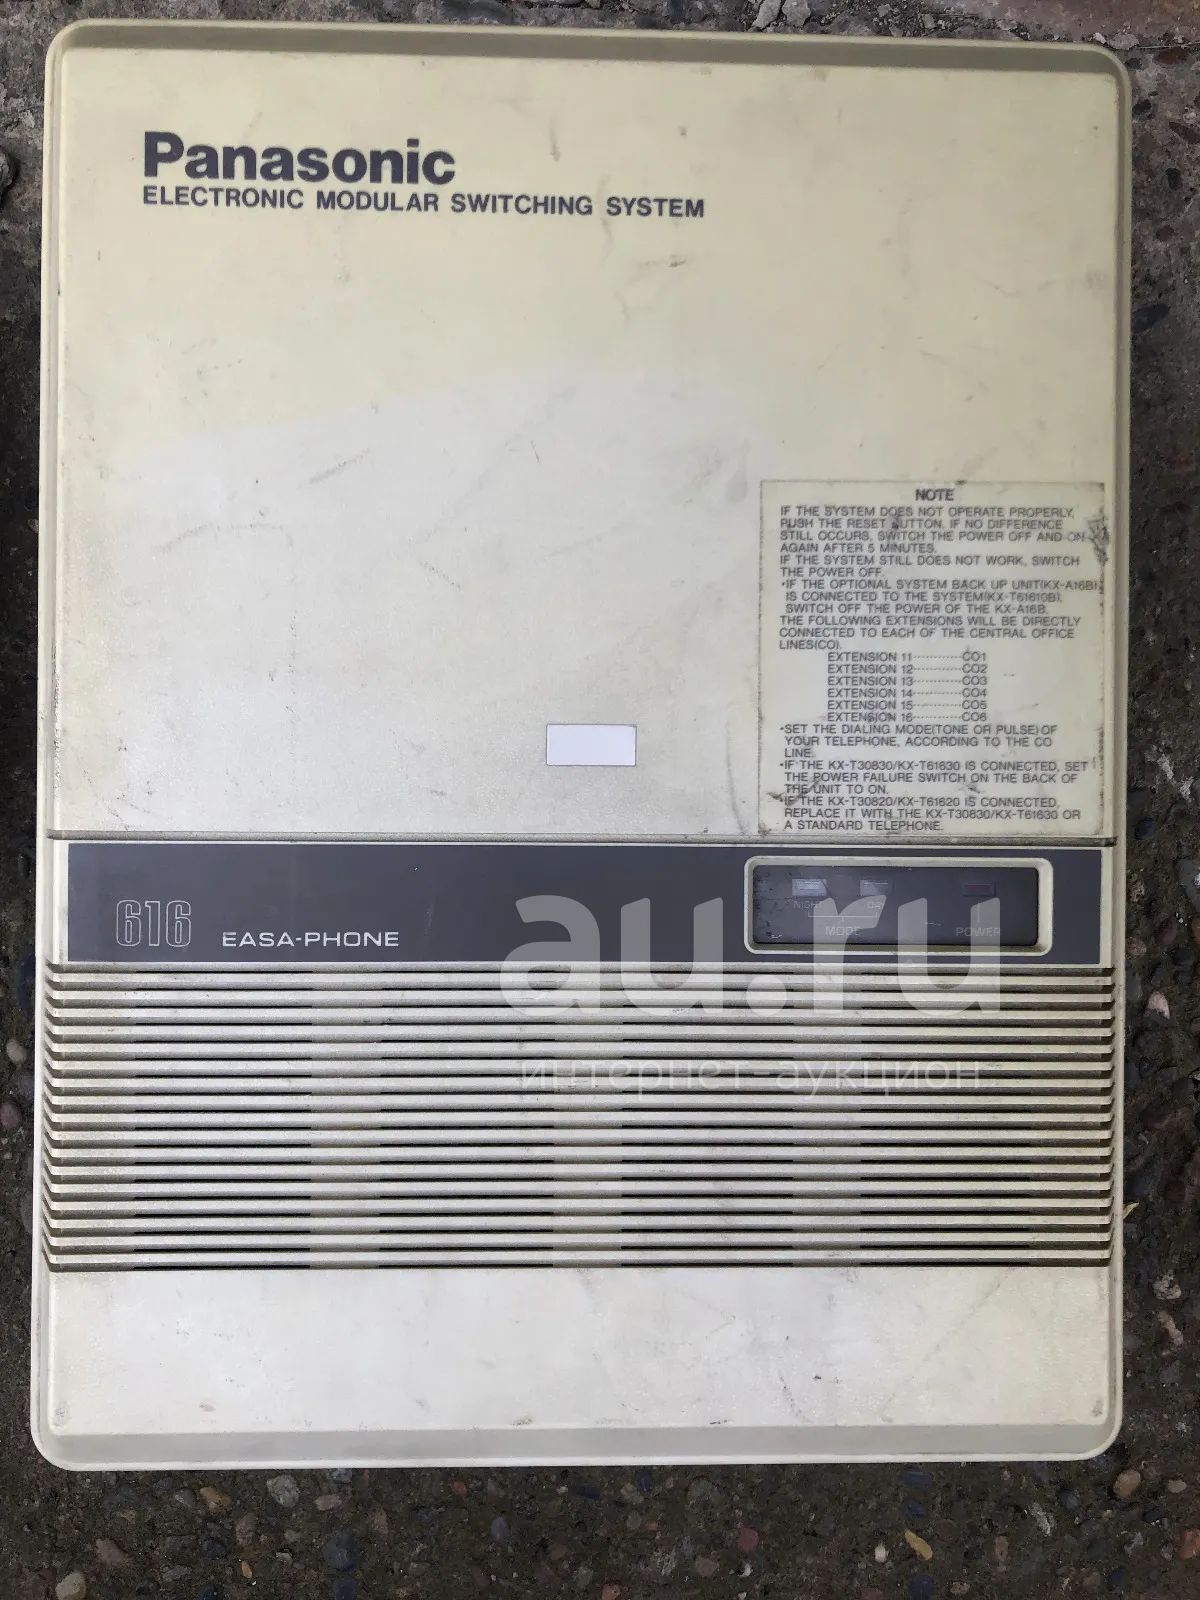 Panasonic
ELECTRONIC MODULAR SWITCHING SYSTEM
NOTE
IF THE SYSTEM DOES NOT OPERATE PROPERLY,
PUSH THE RESET BUTTON. IF NO DIFFERENCE
STILL OCCURS, SWITCH THE POWER OFF AND ON
AGAIN AFTER 5 MINUTES.
IF THE SYSTEM STILL DOES NOT WORK, SWITCH
THE POWER OFF.
•IF THE OPTIONAL SYSTEM BACK UP UNIT(KX-A16B)
IS CONNECTED TO THE SYSTEM(KX-T61610B),
SWITCH OFF THE POWER OF THE KX-A16B.
THE FOLLOWING EXTENSIONS WILL BE DIRECTLY
CONNECTED TO EACH OF THE CENTRAL OFFICE
LINES(CO).
EXTENSION 11------------CO1
EXTENSION 12------------CO2
EXTENSION 13------------CO3
EXTENSION 14------------CO4
EXTENSION 15------------CO5
EXTENSION 16------------CO6
•SET THE DIALING MODE(TONE OR PULSE) OF
YOUR TELEPHONE, ACCORDING TO THE CO
LINE.
•IF THE KX-T30830/KX-T61630 IS CONNECTED, SET
THE POWER FAILURE SWITCH ON THE BACK OF
THE UNIT TO ON.
•IF THE KX-T30820/KX-T61620 IS CONNECTED,
REPLACE IT WITH THE KX-T30830/KX-T61630 OR
A STANDARD TELEPHONE.
616 EASA-PHONE
NIGHT DAY
MODE POWER
au.ru
интернет-аукцион